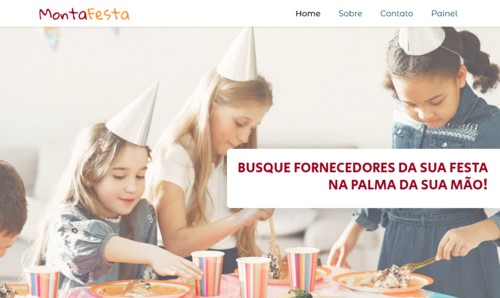 MontaFesta
Home Sobre Contato Painel
BUSQUE FORNECEDORES DA SUA FESTA
NA PALMA DA SUA MÃO!